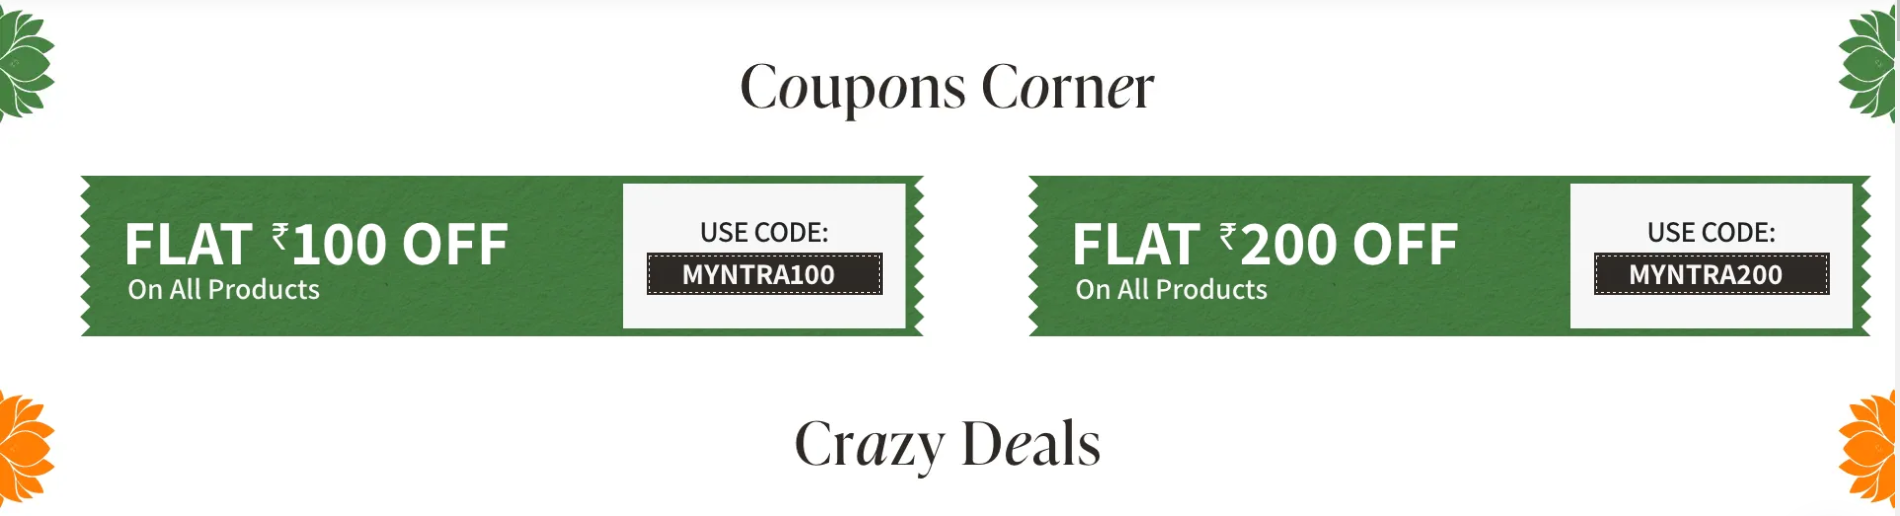 Coupons Corner
FLAT ₹100 OFF
On All Products
USE CODE:
MYNTRA100
FLAT ₹200 OFF
On All Products
USE CODE:
MYNTRA200
Crazy Deals